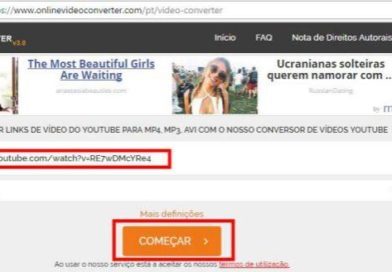 s://www.onlinevideoconverter.com/pt/video-converter
TER v3.0
Início FAQ Nota de Direitos Autorais
The Most Beautiful Girls
Are Waiting
anastasiabeauties.com
Ucranianas solteiras
querem namorar com ...
RussianDating
by m
R LINKS DE VÍDEO DO YOUTUBE PARA MP4, MP3, AVI COM O NOSSO CONVERSOR DE VÍDEOS YOUTUBE
outube.com/watch?v=RE7wDMcYRe4
Mais definições
COMEÇAR >
Ao usar o nosso serviço está a aceitar os nossos termos de utilização.